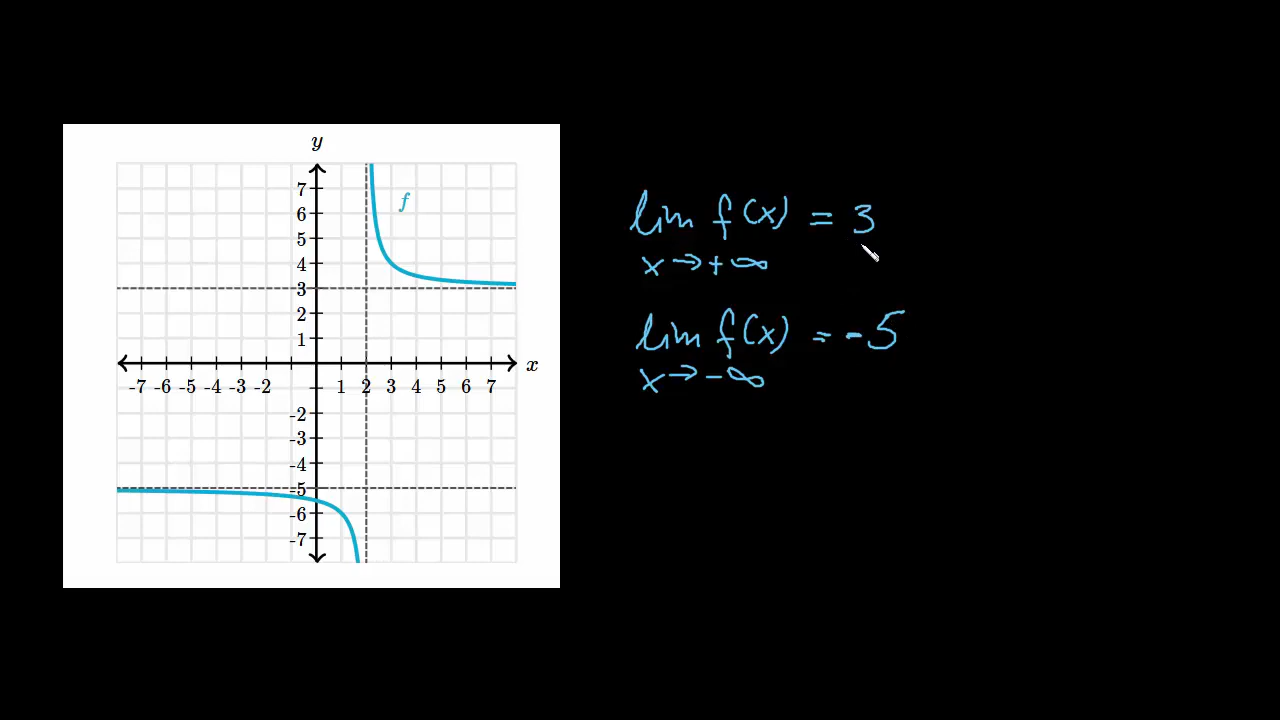 y
7
f
6
5
4
3
2
1
x
-7 -6 -5 -4 -3 -2 1 2 3 4 5 6 7
-2
-3
-4
-5
-6
-7
lim f(x) = 3
x → + ∞
lim f(x) = -5
x → - ∞